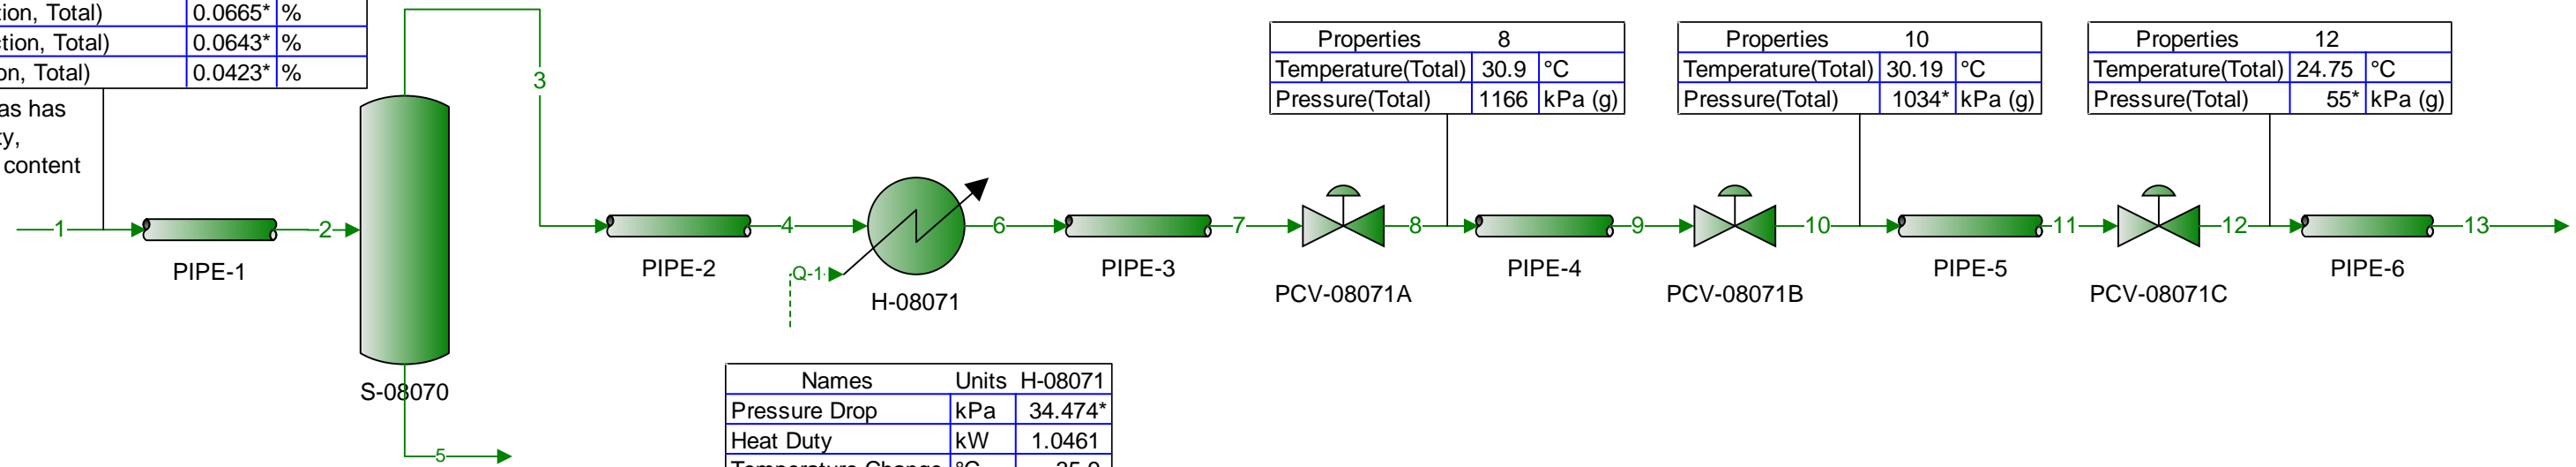 tion, Total) 0.0665* %
ction, Total) 0.0643* %
on, Total) 0.0423* %
as has
ty,
content
1
PIPE-1
2
S-08070
3
5
PIPE-2
4
Q-1
H-08071
6
PIPE-3
7
PCV-08071A
8
PIPE-4
9
PCV-08071B
10
PIPE-5
11
PCV-08071C
12
PIPE-6
13
Properties 8
Temperature(Total) 30.9 °C
Pressure(Total) 1166 kPa (g)
Properties 10
Temperature(Total) 30.19 °C
Pressure(Total) 1034* kPa (g)
Properties 12
Temperature(Total) 24.75 °C
Pressure(Total) 55* kPa (g)
Names Units H-08071
Pressure Drop kPa 34.474*
Heat Duty kW 1.0461
Temperature Change °C